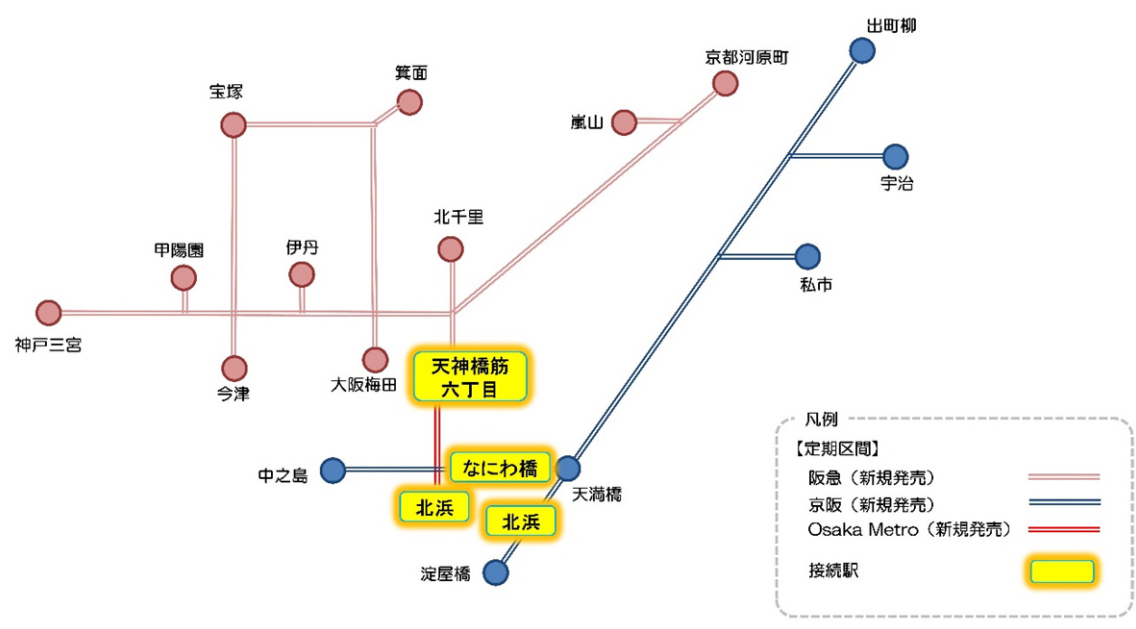 出町柳
京都河原町
箕面
宝塚
嵐山
宇治
北千里
甲陽園
伊丹
私市
神戸三宮
天神橋筋
六丁目
大阪梅田
今津
凡例
【定期区間】
阪急（新規発売）
京阪（新規発売）
Osaka Metro（新規発売）
接続駅
中之島
なにわ橋
天満橋
北浜
北浜
淀屋橋